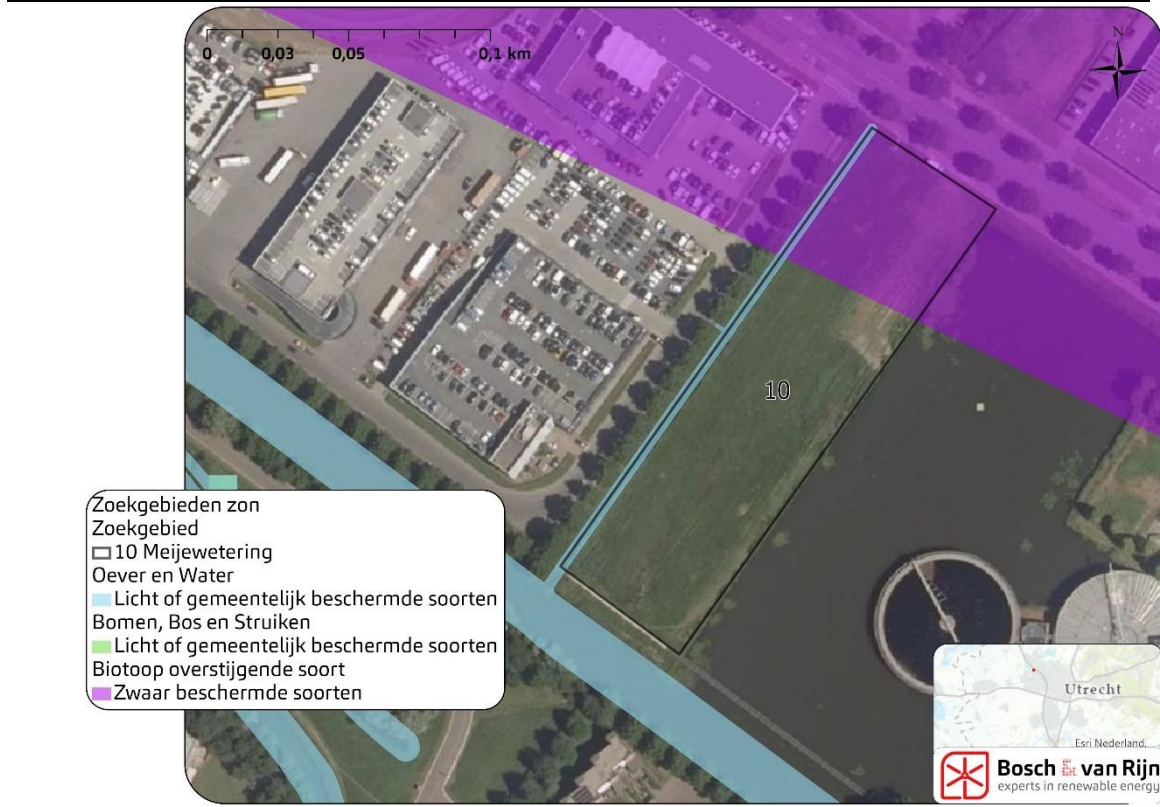 0 0,03 0,05 0,1 km
N
10
Zoekgebieden zon
Zoekgebied
10 Meijewetering
Oever en Water
Licht of gemeentelijk beschermde soorten
Bomen, Bos en Struiken
Licht of gemeentelijk beschermde soorten
Biotoop overstijgende soort
Zwaar beschermde soorten
Utrecht
Esri Nederland,
Bosch & van Rijn
experts in renewable energy